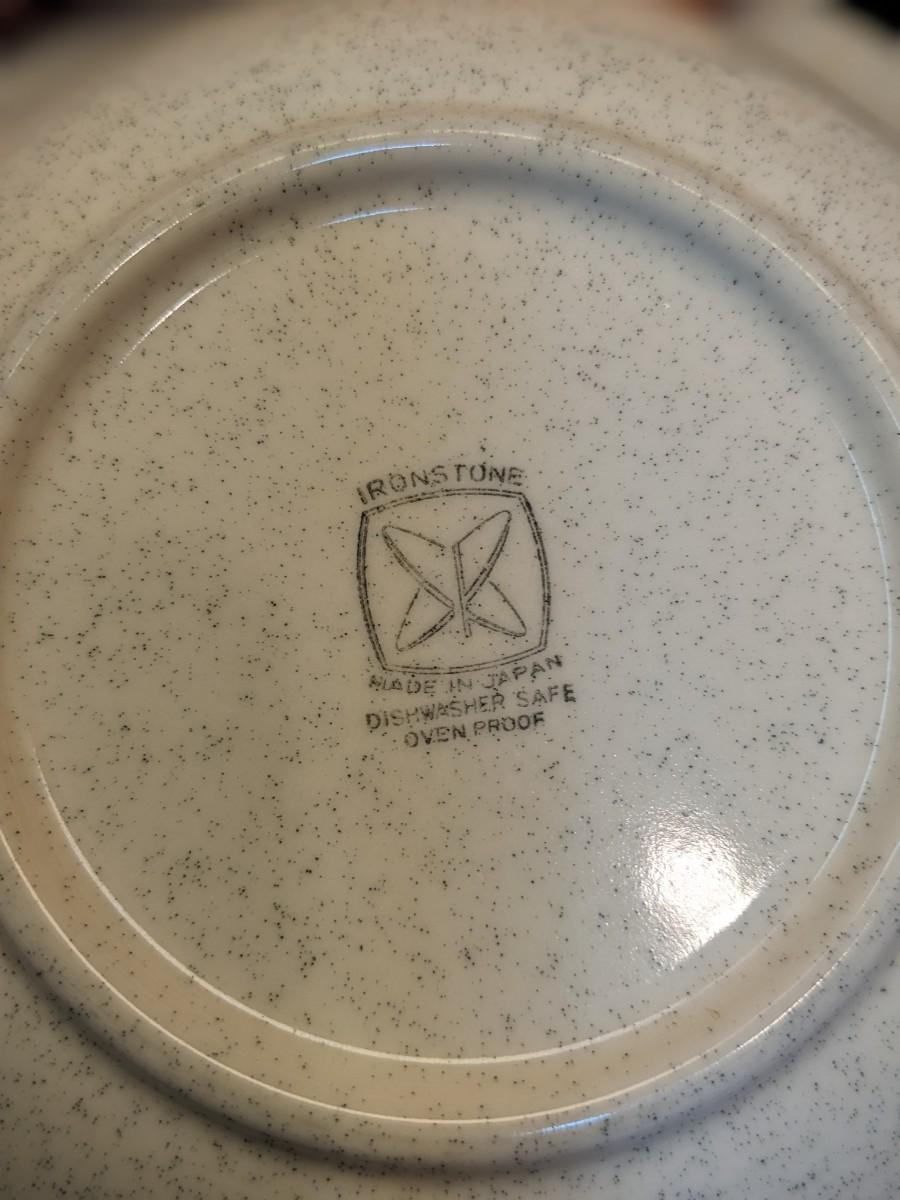 IRONSTONE
MADE IN JAPAN
DISHWASHER SAFE
OVEN PROOF